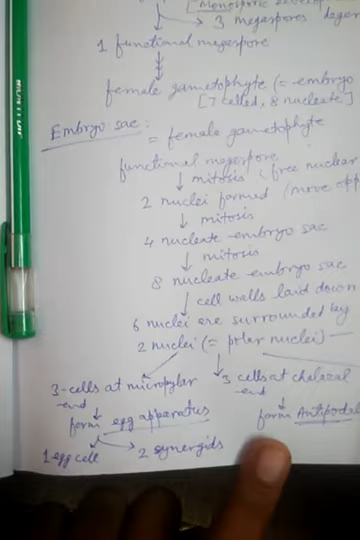 [Monosporic develop
3 megaspores degen
1 functional megaspore
female gametophyte (= embryo
[7 celled, 8 nucleate]
Embryo sac: = female gametophyte
functional megaspore
↓ mitosis (free nuclear
2 nuclei formed (move opp
↓ mitosis
4 nucleate embryo sac
↓ mitosis
8 nucleate embryo sac
↓ cell walls laid down
6 nuclei are surrounded by
2 nuclei (= polar nuclei)
3-cells at micropylar end
3 cells at chalazal end
form egg apparatus
form Antipodal
1 egg cell
2 synergids